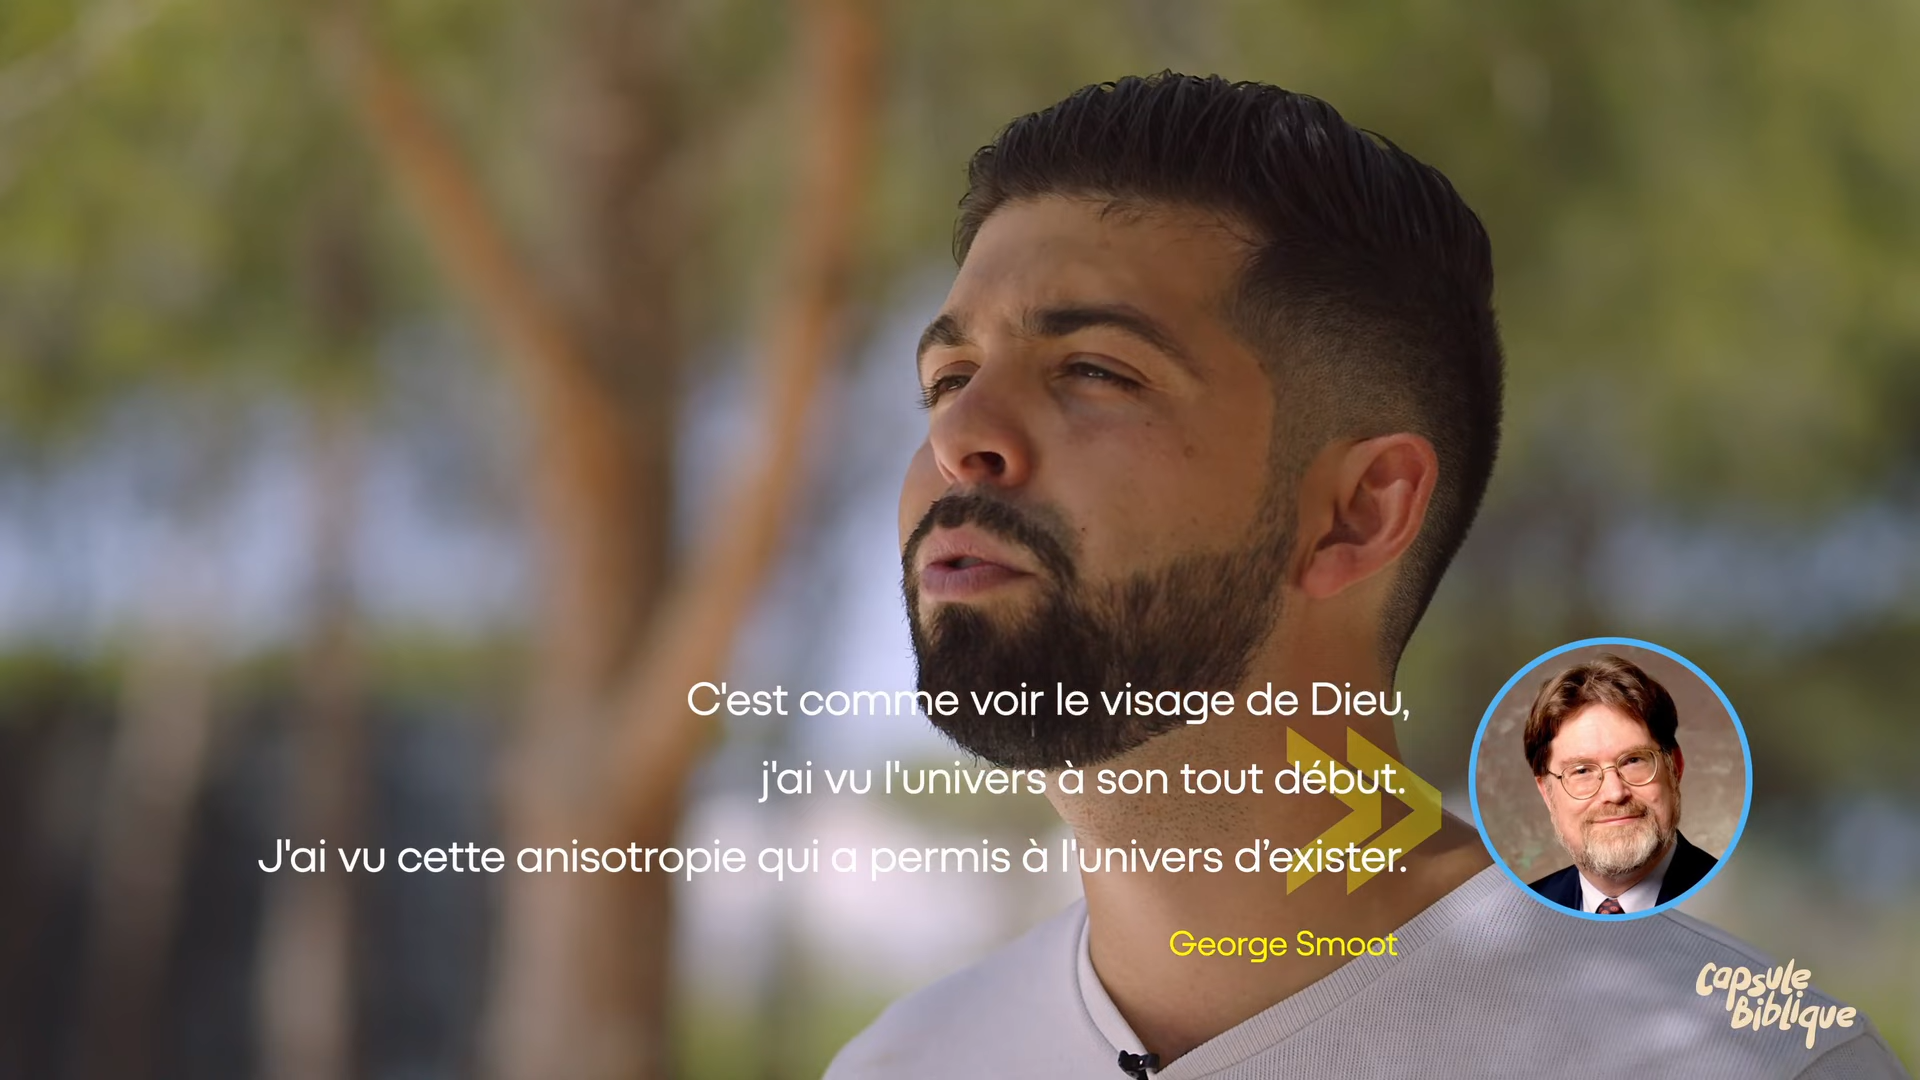 C'est comme voir le visage de Dieu,
j'ai vu l'univers à son tout début.
J'ai vu cette anisotropie qui a permis à l'univers d’exister.
George Smoot
Capsule
Biblique